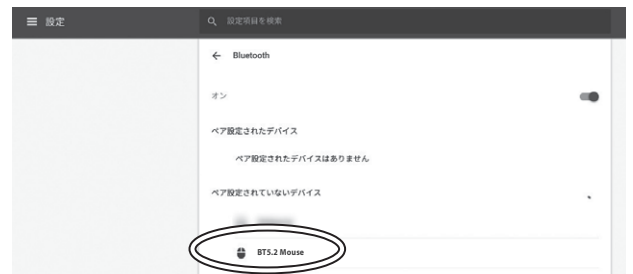 設定
設定項目を検索
Bluetooth
オン
ペア設定されたデバイス
ペア設定されたデバイスはありません
ペア設定されていないデバイス
BT5.2 Mouse